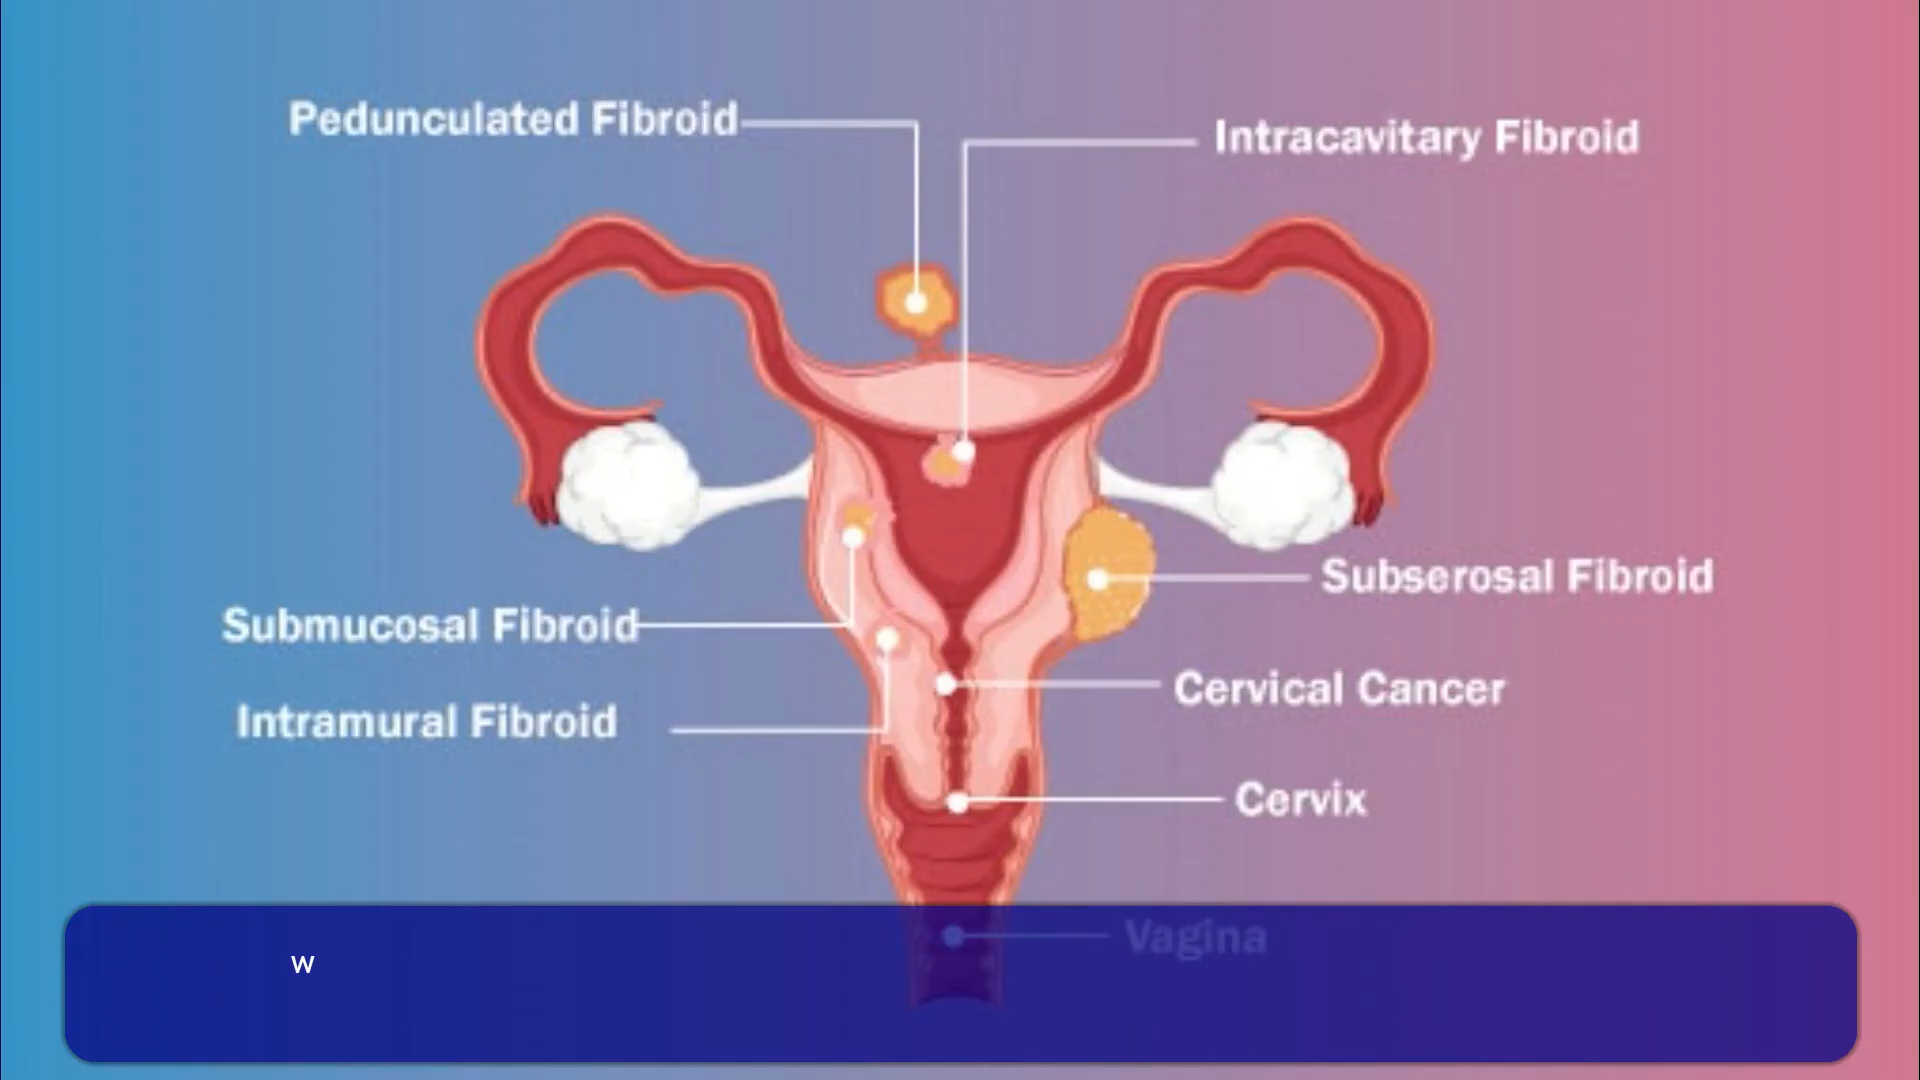 Pedunculated Fibroid
Intracavitary Fibroid
Subserosal Fibroid
Submucosal Fibroid
Cervical Cancer
Intramural Fibroid
Cervix
Vagina
w